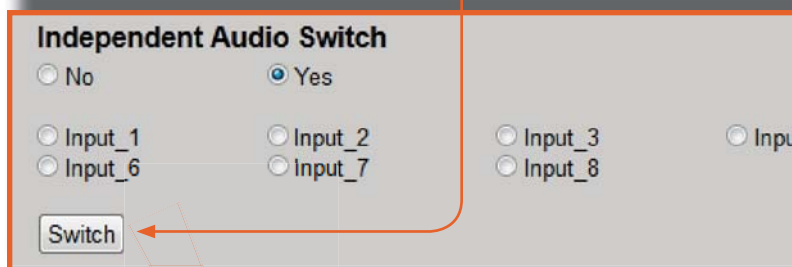 Independent Audio Switch
No Yes
Input_1 Input_2 Input_3
Input_6 Input_7 Input_8
Switch